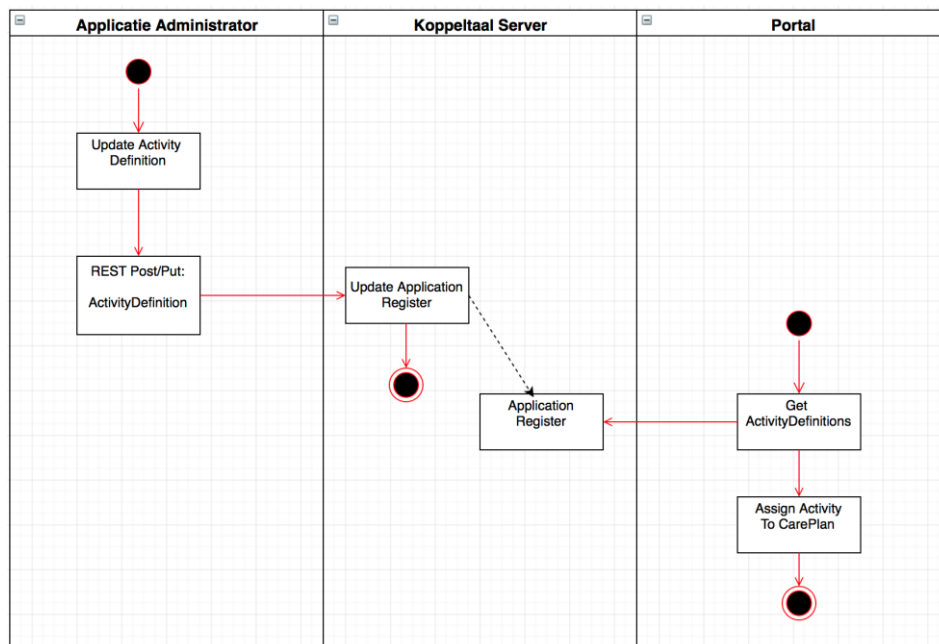 Applicatie Administrator
Koppeltaal Server
Portal
Update Activity
Definition
REST Post/Put:
ActivityDefinition
Update Application
Register
Application
Register
Get
ActivityDefinitions
Assign Activity
To CarePlan